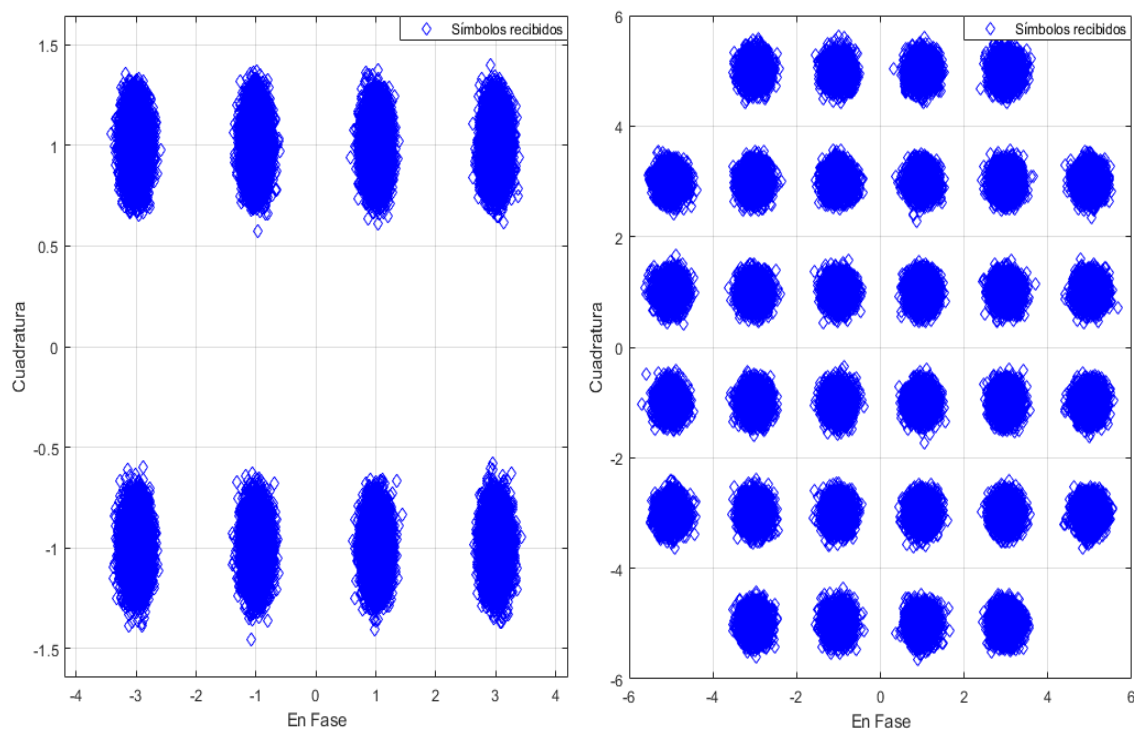 Símbolos recibidos
1.5
1
0.5
0
-0.5
-1
-1.5
Cuadratura
-4 -3 -2 -1 0 1 2 3 4
En Fase
Símbolos recibidos
6
4
2
0
-2
-4
-6
Cuadratura
-6 -4 -2 0 2 4 6
En Fase